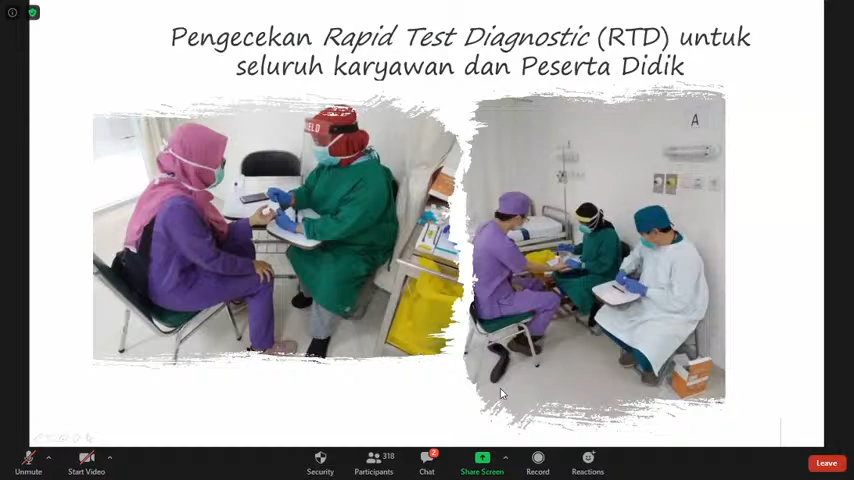 Pengecekan Rapid Test Diagnostic (RTD) untuk
seluruh karyawan dan Peserta Didik
A
Unmute
Start Video
Security
Participants
318
Chat
2
Share Screen
Record
Reactions
Leave